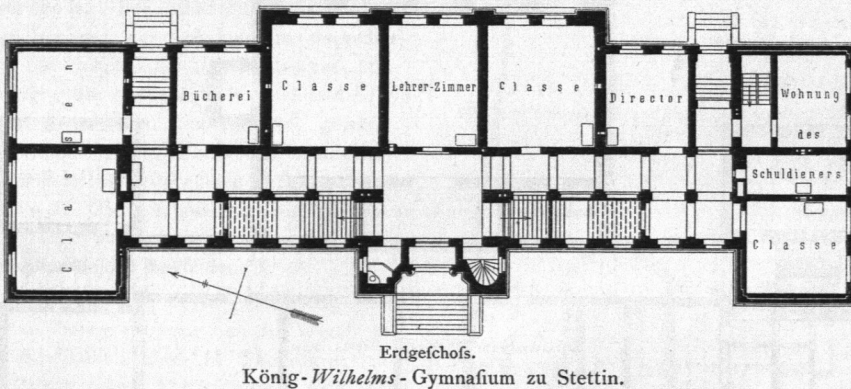 Classen
Bücherei
Classe
Lehrer-Zimmer
Classe
Director
Wohnung
des
Schuldieners
Classe
Erdgeſchoſs.
König-Wilhelms-Gymnaſium zu Stettin.